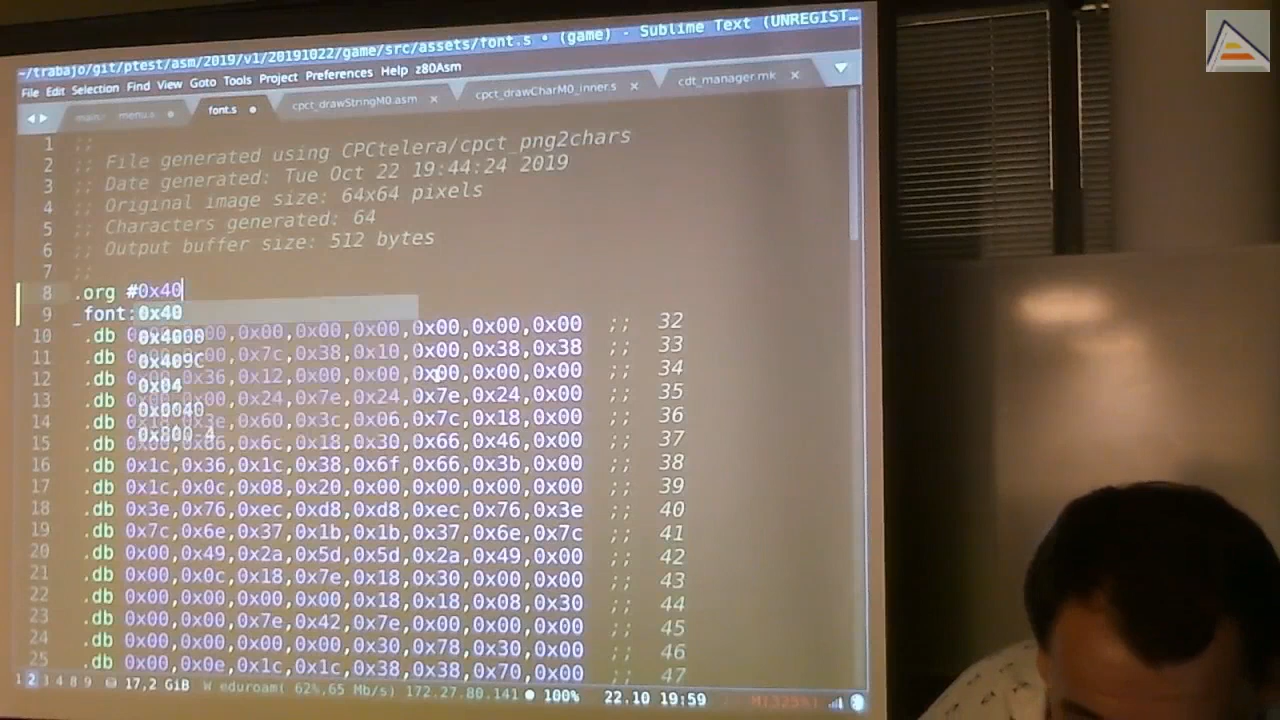 ~/trabajo/git/ptest/asm/2019/v1/20191022/game/src/assets/font.s • (game) - Sublime Text (UNREGIST…
File Edit Selection Find View Goto Tools Project Preferences Help z80Asm
main. menu.s font.s cpct_drawStringM0.asm × cpct_drawCharM0_inner.s × cdt_manager.mk ×
1 ;;
2 ;; File generated using CPCtelera/cpct_png2chars
3 ;; Date generated: Tue Oct 22 19:44:24 2019
4 ;; Original image size: 64x64 pixels
5 ;; Characters generated: 64
6 ;; Output buffer size: 512 bytes
7 ;;
8 .org #0x40
9 _font: 0x40
10 .db 0x00,0x00,0x00,0x00,0x00,0x00,0x00 ;; 32
0x4000
11 .db 0x00,0x7c,0x38,0x10,0x00,0x38,0x38 ;; 33
0x409C
12 .db 0x36,0x12,0x00,0x00,0x00,0x00,0x00 ;; 34
0x04
13 .db 0x00,0x24,0x7e,0x24,0x7e,0x24,0x00 ;; 35
0x0040
14 .db 0x60,0x3c,0x06,0x7c,0x18,0x00 ;; 36
0x800-4
15 .db 0x6c,0x18,0x30,0x66,0x46,0x00 ;; 37
16 .db 0x1c,0x36,0x1c,0x38,0x6f,0x66,0x3b,0x00 ;; 38
17 .db 0x1c,0x0c,0x08,0x20,0x00,0x00,0x00,0x00 ;; 39
18 .db 0x3e,0x76,0xec,0xd8,0xd8,0xec,0x76,0x3e ;; 40
19 .db 0x7c,0x6e,0x37,0x1b,0x1b,0x37,0x6e,0x7c ;; 41
20 .db 0x00,0x49,0x2a,0x5d,0x5d,0x2a,0x49,0x00 ;; 42
21 .db 0x00,0x0c,0x18,0x7e,0x18,0x30,0x00,0x00 ;; 43
22 .db 0x00,0x00,0x00,0x00,0x18,0x18,0x08,0x30 ;; 44
23 .db 0x00,0x00,0x7e,0x42,0x7e,0x00,0x00,0x00 ;; 45
24 .db 0x00,0x00,0x00,0x00,0x30,0x78,0x30,0x00 ;; 46
25 .db 0x00,0x0e,0x1c,0x1c,0x38,0x38,0x70,0x00 ;; 47
1 2 3 4 8 9 17,2 GiB W eduroam( 62%,65 Mb/s) 172.27.80.141 100% 22.10 19:59